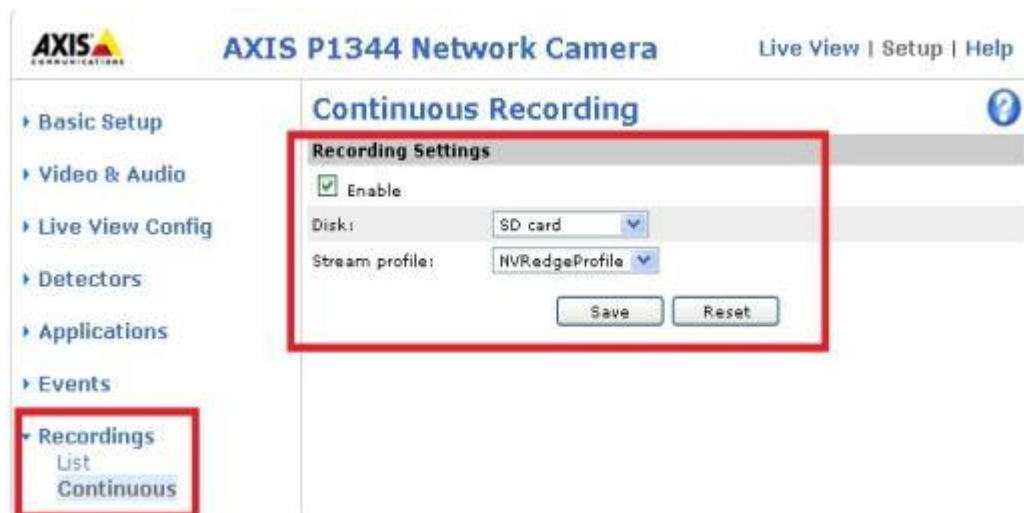 AXIS
COMMUNICATIONS
AXIS P1344 Network Camera
Live View | Setup | Help
Basic Setup
Video & Audio
Live View Config
Detectors
Applications
Events
Recordings
List
Continuous
Continuous Recording
?
Recording Settings
Enable
Disk: SD card
Stream profile: NVRedgeProfile
Save Reset